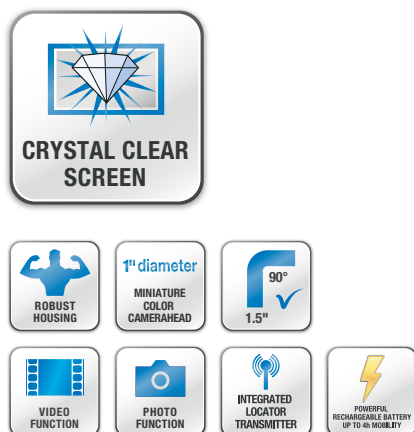 CRYSTAL CLEAR
SCREEN
ROBUST
HOUSING
1" diameter
MINIATURE
COLOR
CAMERAHEAD
90°
1.5"
VIDEO
FUNCTION
PHOTO
FUNCTION
INTEGRATED
LOCATOR
TRANSMITTER
POWERFUL
RECHARGEABLE BATTERY
UP TO 4h MOBILITY